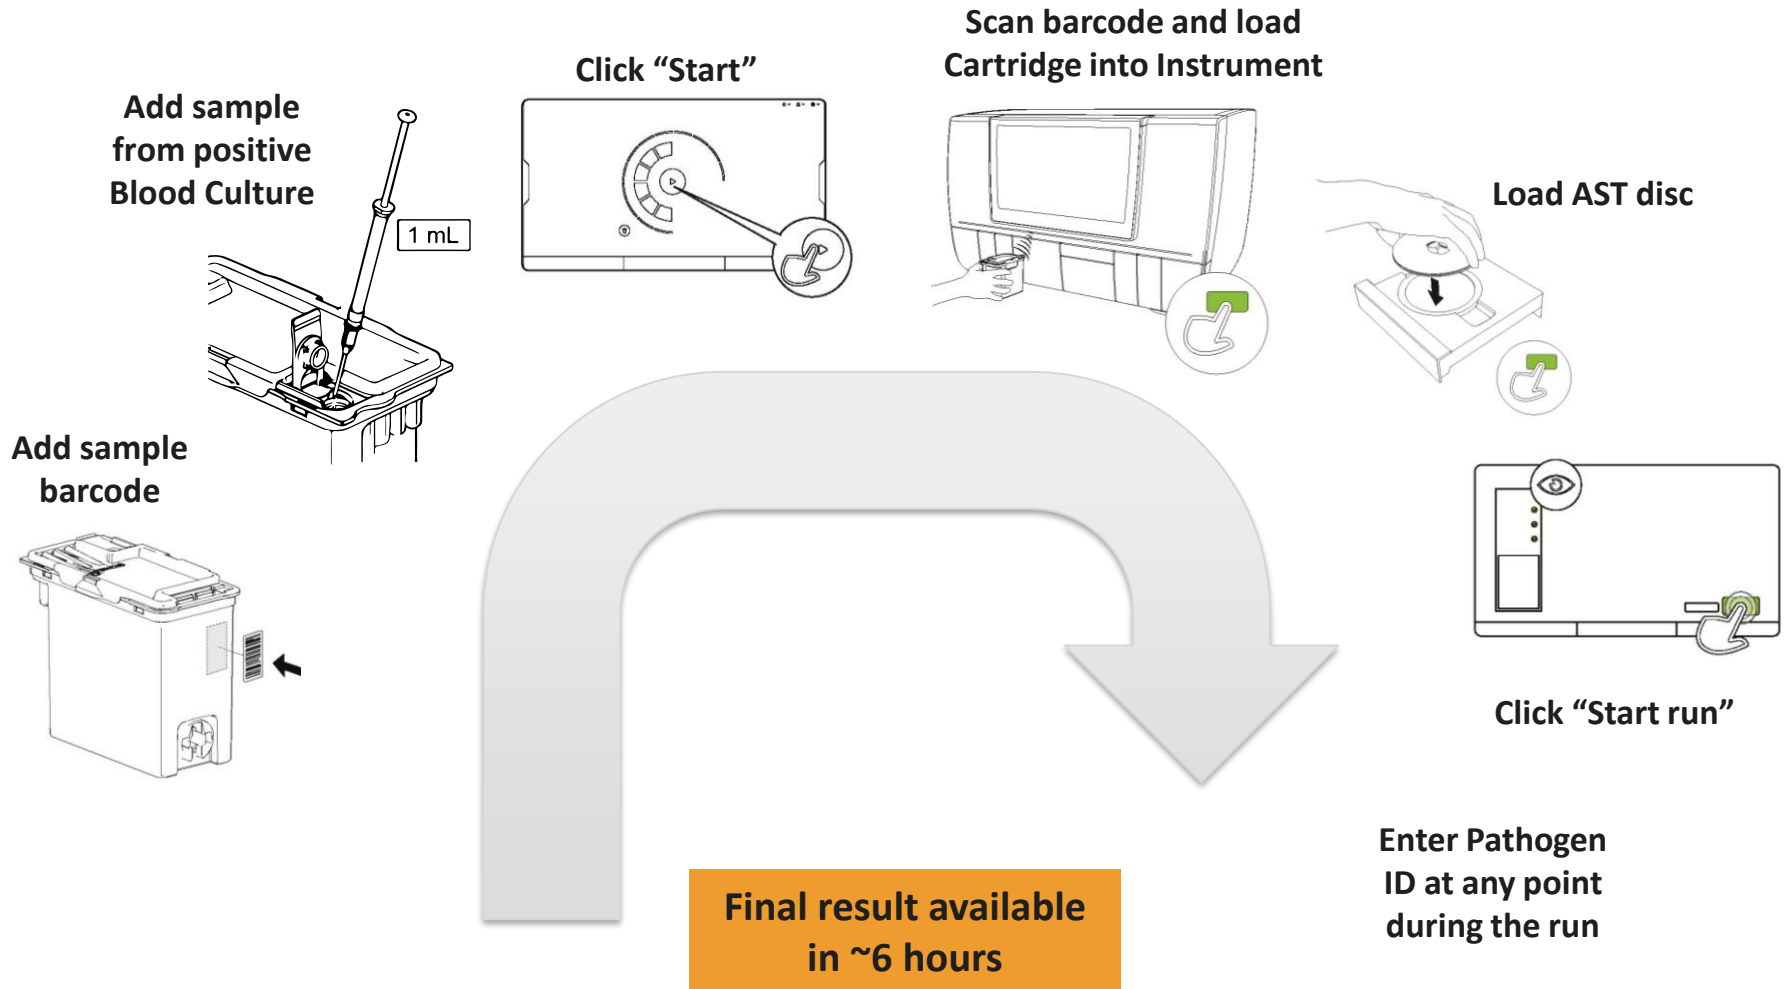 Add sample
barcode
Add sample
from positive
Blood Culture
1 mL
Click “Start”
Scan barcode and load
Cartridge into Instrument
Load AST disc
Click “Start run”
Enter Pathogen
ID at any point
during the run
Final result available
in ~6 hours